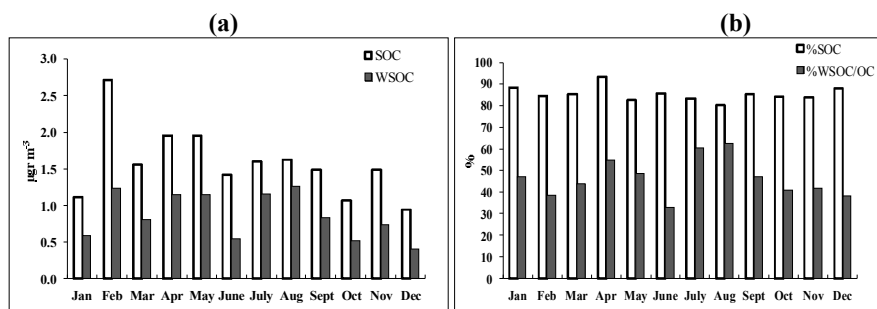 (a)
SOC
WSOC
3.0
2.5
2.0
1.5
1.0
0.5
0.0
µgr m-3
Jan Feb Mar Apr May June July Aug Sept Oct Nov Dec
(b)
%SOC
%WSOC/OC
100
90
80
70
60
50
40
30
20
10
0
%
Jan Feb Mar Apr May June July Aug Sept Oct Nov Dec